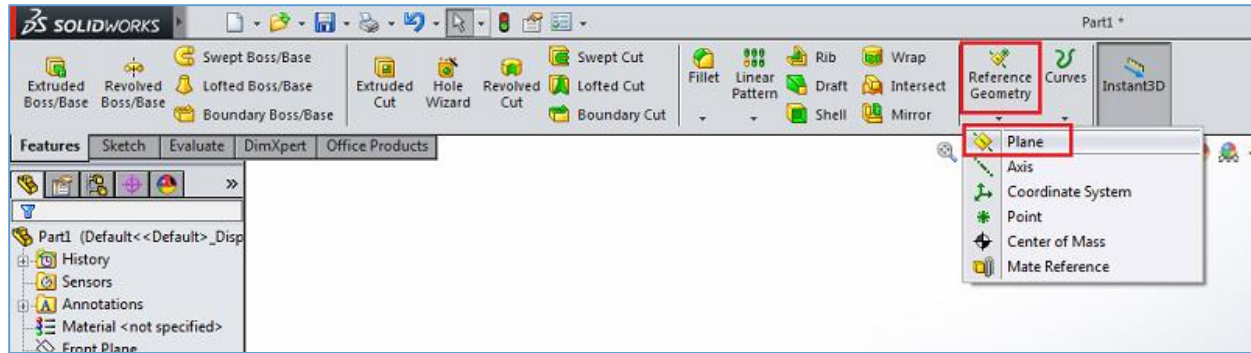 SOLIDWORKS
Part1 *
Extruded Boss/Base
Revolved Boss/Base
Swept Boss/Base
Lofted Boss/Base
Boundary Boss/Base
Extruded Cut
Hole Wizard
Revolved Cut
Swept Cut
Lofted Cut
Boundary Cut
Fillet
Linear Pattern
Rib
Draft
Shell
Wrap
Intersect
Mirror
Reference Geometry
Curves
Instant3D
Features Sketch Evaluate DimXpert Office Products
Plane
Axis
Coordinate System
Point
Center of Mass
Mate Reference
»
Part1 (Default<<Default>_Disp
History
Sensors
A Annotations
Material <not specified>
Front Plane